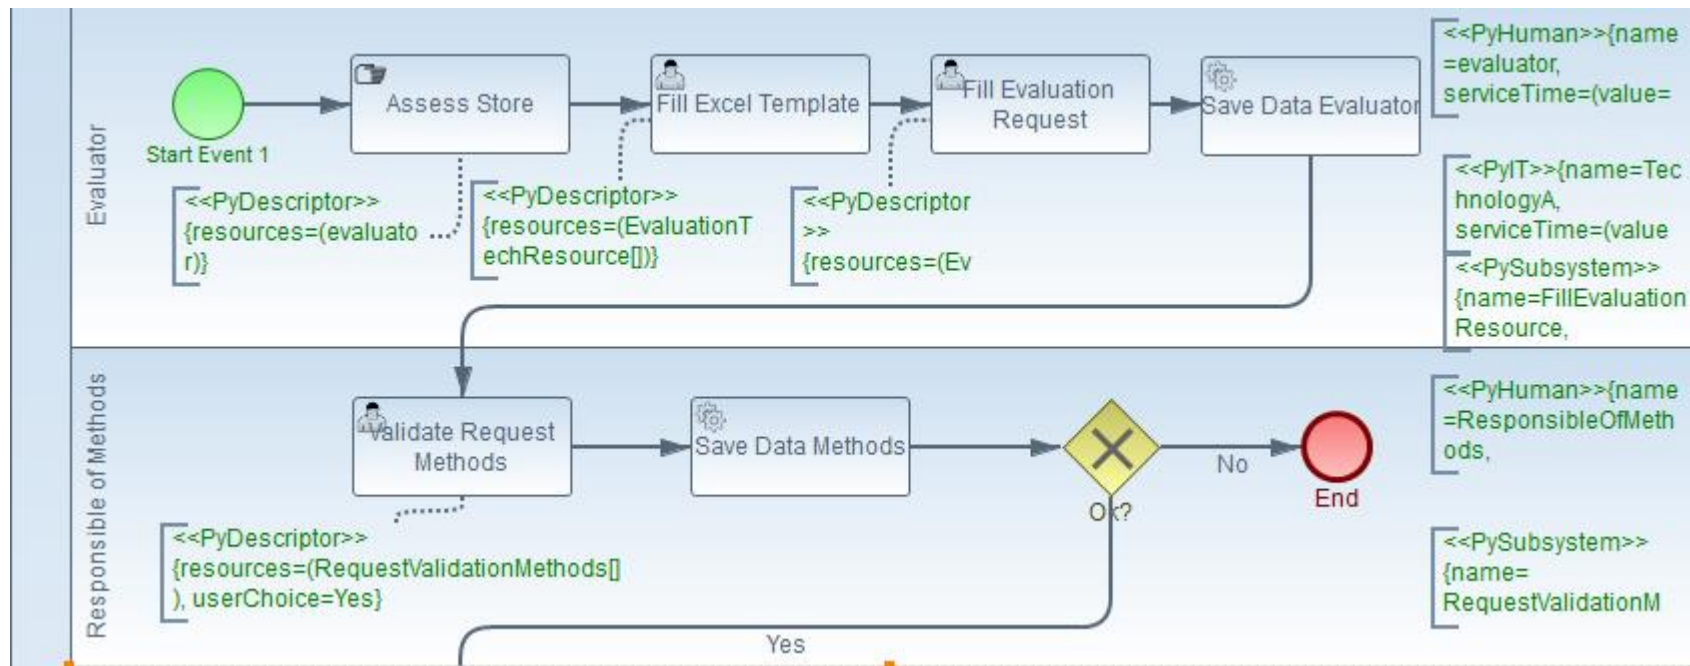 Evaluator
Start Event 1
Assess Store
Fill Excel Template
Fill Evaluation
Request
Save Data Evaluator
<<PyHuman>>{name
=evaluator,
serviceTime=(value=
<<PyDescriptor>>
{resources=(evaluato
r)}
<<PyDescriptor>>
{resources=(EvaluationT
echResource[])}
<<PyDescriptor
>>
{resources=(Ev
<<PyIT>>{name=Tec
hnologyA,
serviceTime=(value
<<PySubsystem>>
{name=FillEvaluation
Resource,
Responsible of Methods
Validate Request
Methods
Save Data Methods
Ok?
No
End
<<PyHuman>>{name
=ResponsibleOfMeth
ods,
<<PyDescriptor>>
{resources=(RequestValidationMethods[]
), userChoice=Yes}
<<PySubsystem>>
{name=
RequestValidationM
Yes